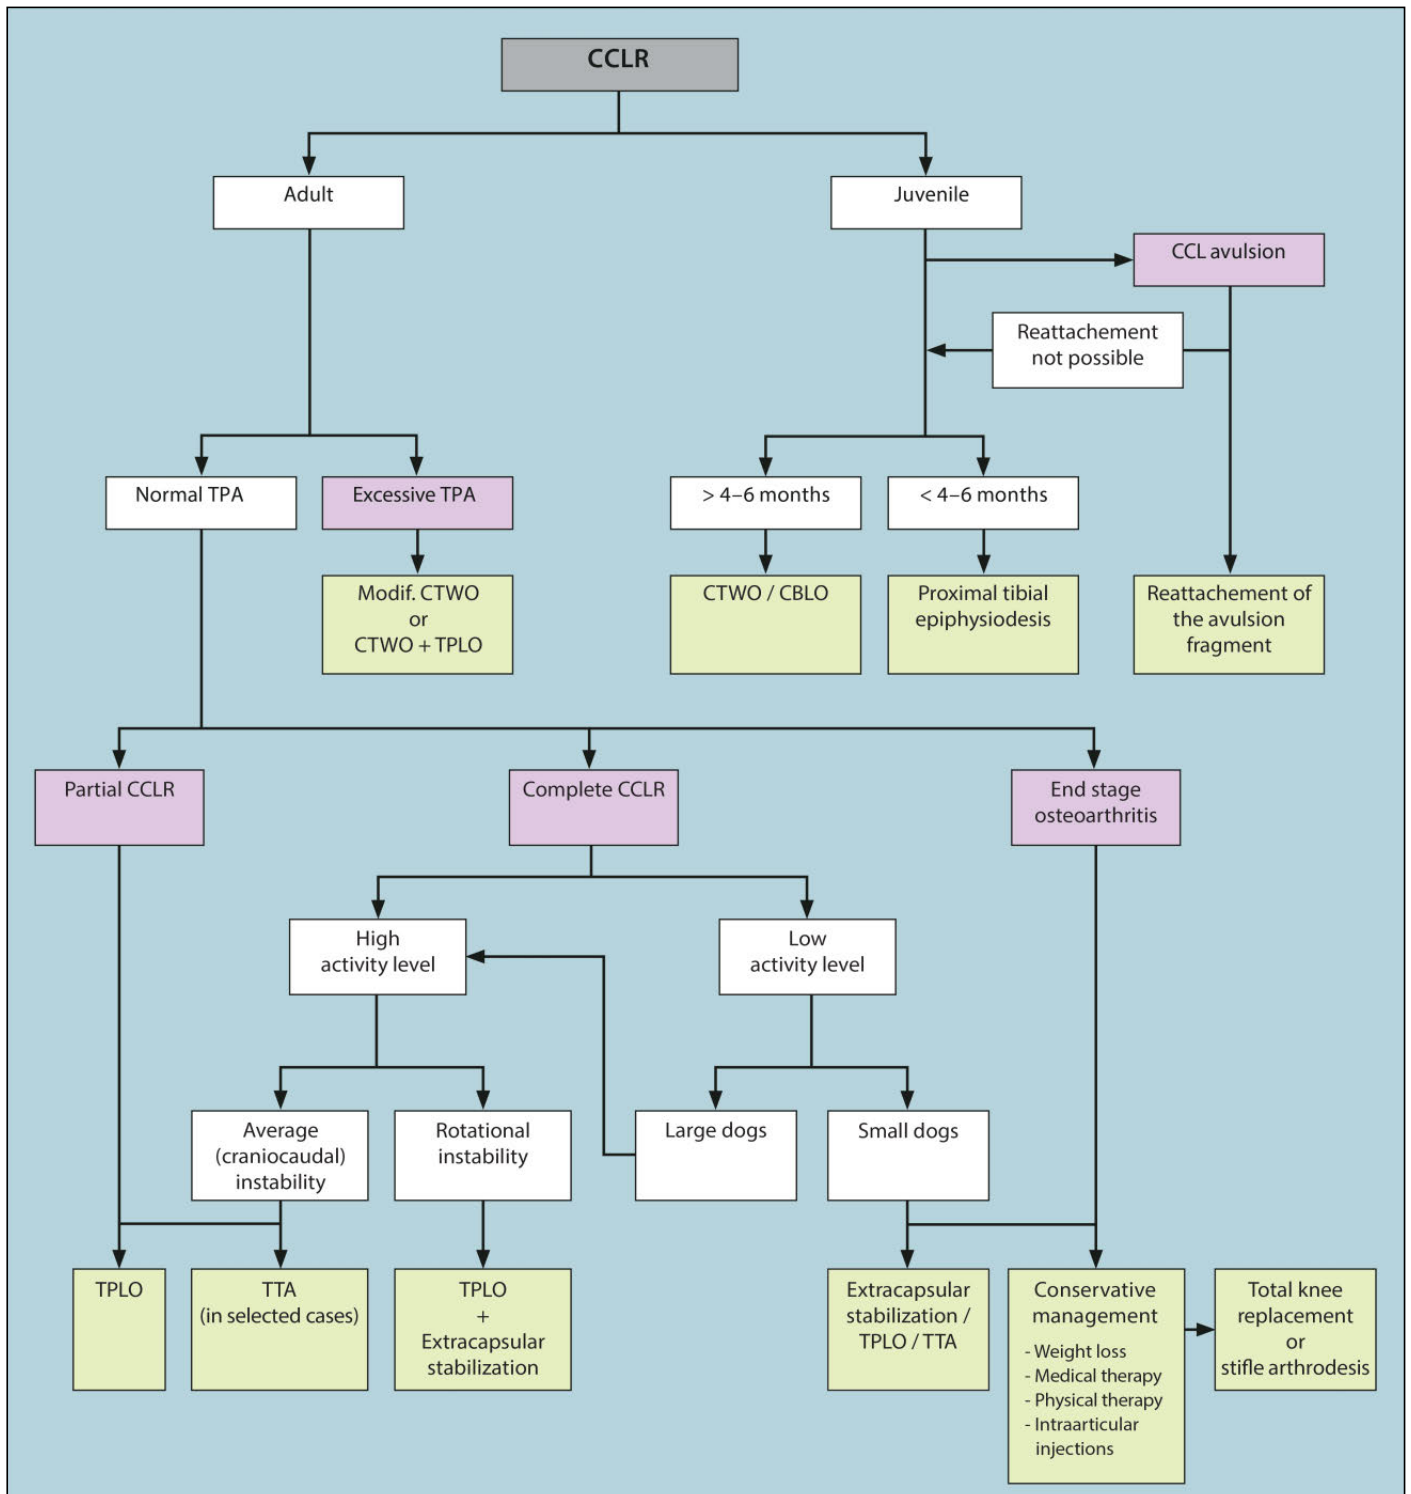 CCLR
Adult
Juvenile
CCL avulsion
Reattachement
not possible
Normal TPA
Excessive TPA
> 4–6 months
< 4–6 months
Modif. CTWO
or
CTWO + TPLO
CTWO / CBLO
Proximal tibial
epiphysiodesis
Reattachement of
the avulsion
fragment
Partial CCLR
Complete CCLR
End stage
osteoarthritis
High
activity level
Low
activity level
Average
(craniocaudal)
instability
Rotational
instability
Large dogs
Small dogs
TPLO
TTA
(in selected cases)
TPLO
+
Extracapsular
stabilization
Extracapsular
stabilization /
TPLO / TTA
Conservative
management
- Weight loss
- Medical therapy
- Physical therapy
- Intraarticular
injections
Total knee
replacement
or
stifle arthrodesis